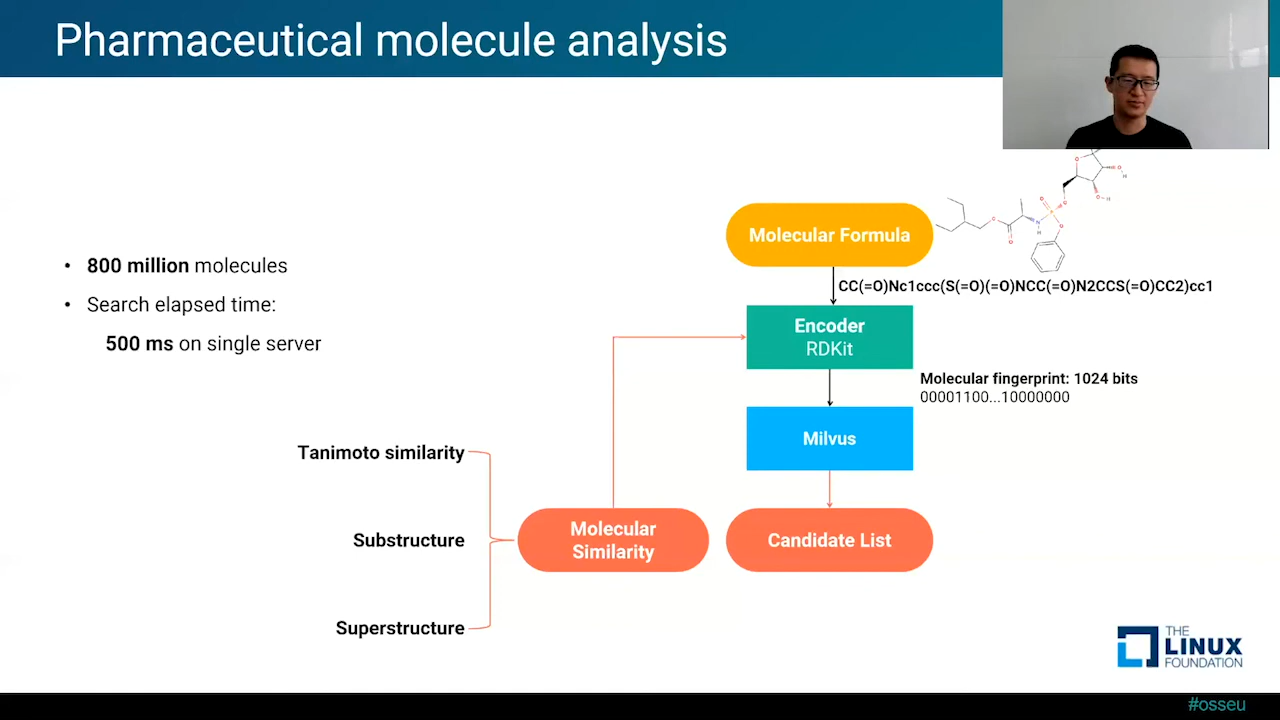 Pharmaceutical molecule analysis
• 800 million molecules
• Search elapsed time:
500 ms on single server
Molecular Formula
CC(=O)Nc1ccc(S(=O)(=O)NCC(=O)N2CCS(=O)CC2)cc1
Encoder
RDKit
Molecular fingerprint: 1024 bits
00001100...10000000
Milvus
Tanimoto similarity
Substructure
Superstructure
Molecular
Similarity
Candidate List
THE
LINUX
FOUNDATION
#osseu